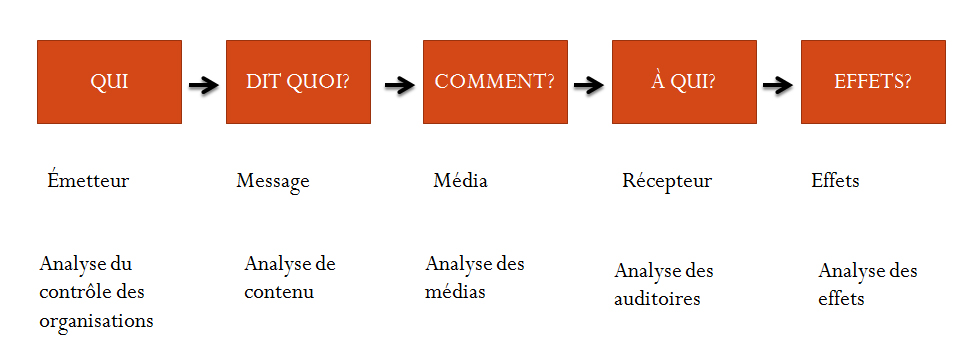 QUI
DIT QUOI?
COMMENT?
À QUI?
EFFETS?
Émetteur
Message
Média
Récepteur
Effets
Analyse du
contrôle des
organisations
Analyse de
contenu
Analyse des
médias
Analyse des
auditoires
Analyse des
effets